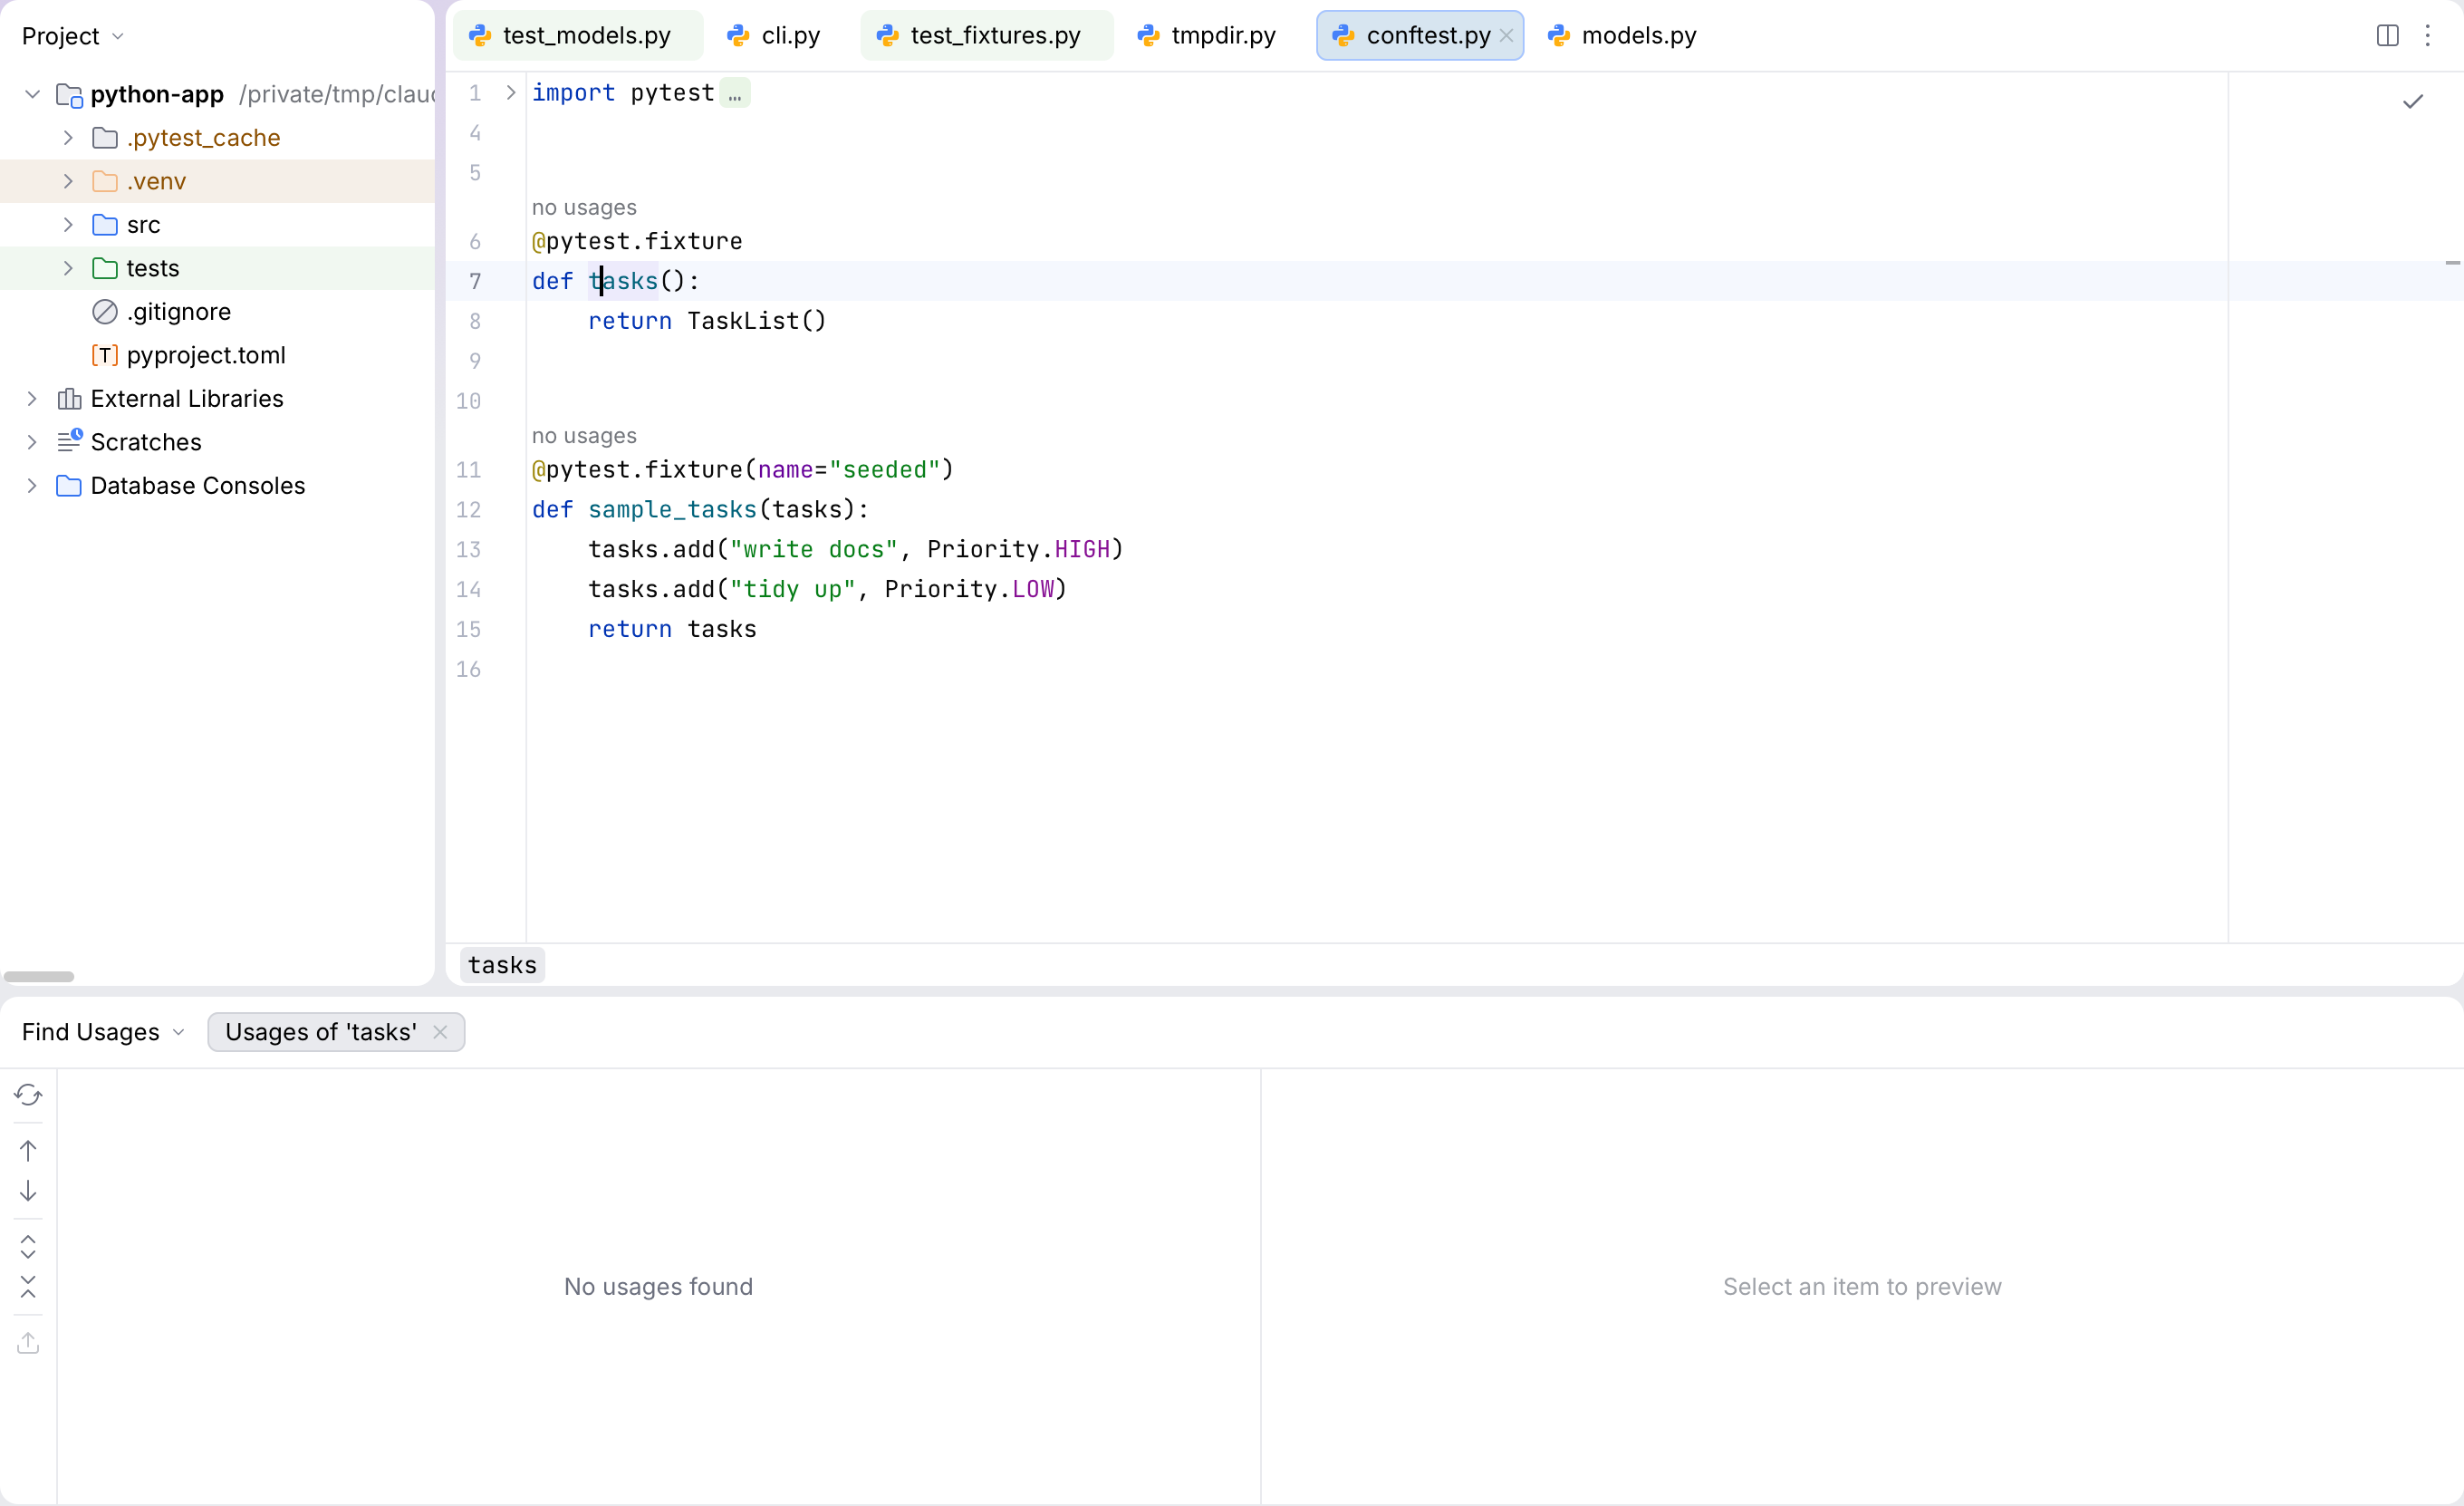 Project
python-app /private/tmp/clauc
.pytest_cache
.venv
src
tests
.gitignore
pyproject.toml
External Libraries
Scratches
Database Consoles
test_models.py cli.py test_fixtures.py tmpdir.py conftest.py models.py
1 import pytest...
4
5
no usages
6 @pytest.fixture
7 def tasks():
8 return TaskList()
9
10
no usages
11 @pytest.fixture(name="seeded")
12 def sample_tasks(tasks):
13 tasks.add("write docs", Priority.HIGH)
14 tasks.add("tidy up", Priority.LOW)
15 return tasks
16
tasks
Find Usages Usages of 'tasks'
No usages found
Select an item to preview